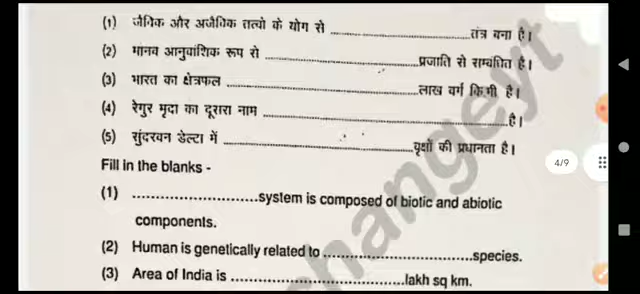 (1) जैविक और अजैविक तत्वों के योग से ..............................तंत्र बना है।
(2) मानव आनुवांशिक रूप से ..............................प्रजाति से सम्बंधित है।
(3) भारत का क्षेत्रफल ..............................लाख वर्ग कि.मी है।
(4) रेगुर मृदा का दूसरा नाम ..............................है।
(5) सुंदरवन डेल्टा में ..............................वृक्षों की प्रधानता है।
4/9
Fill in the blanks -
(1) ..............................system is composed of biotic and abiotic
components.
(2) Human is genetically related to ..............................species.
(3) Area of India is ..............................lakh sq km.